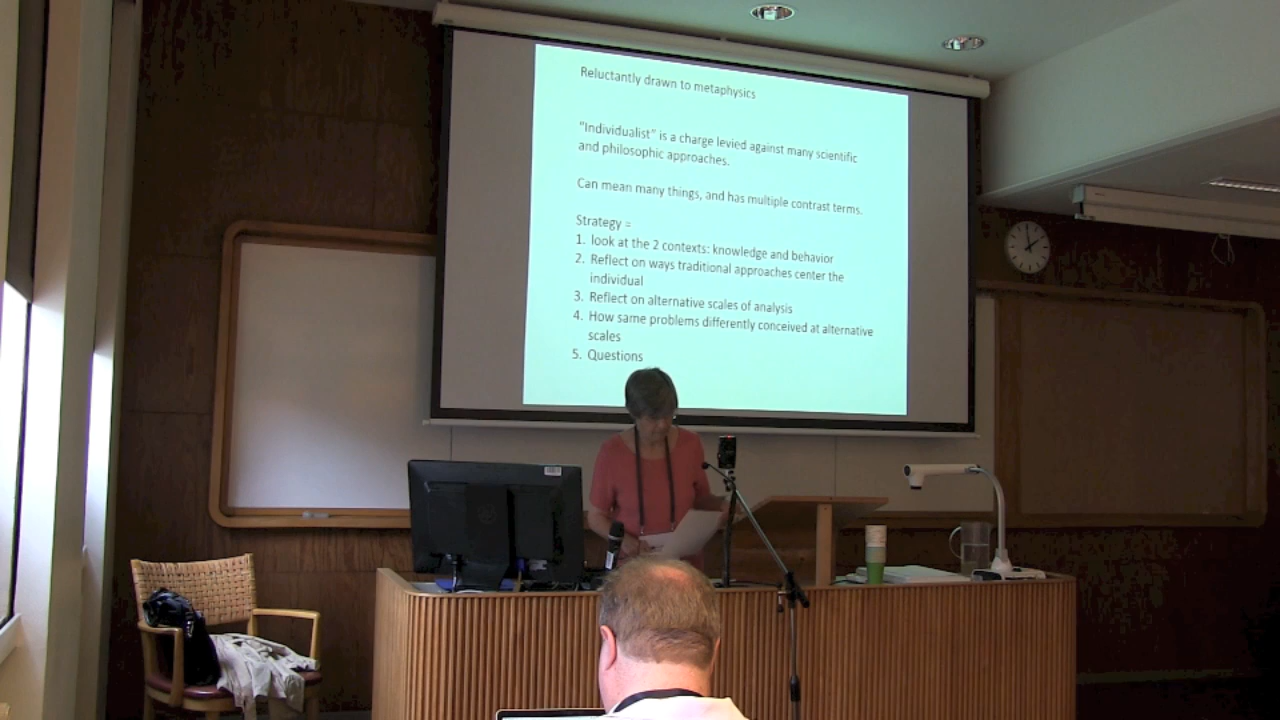 Reluctantly drawn to metaphysics
"Individualist" is a charge levied against many scientific
and philosophic approaches.
Can mean many things, and has multiple contrast terms.
Strategy =
1. look at the 2 contexts: knowledge and behavior
2. Reflect on ways traditional approaches center the
individual
3. Reflect on alternative scales of analysis
4. How same problems differently conceived at alternative
scales
5. Questions